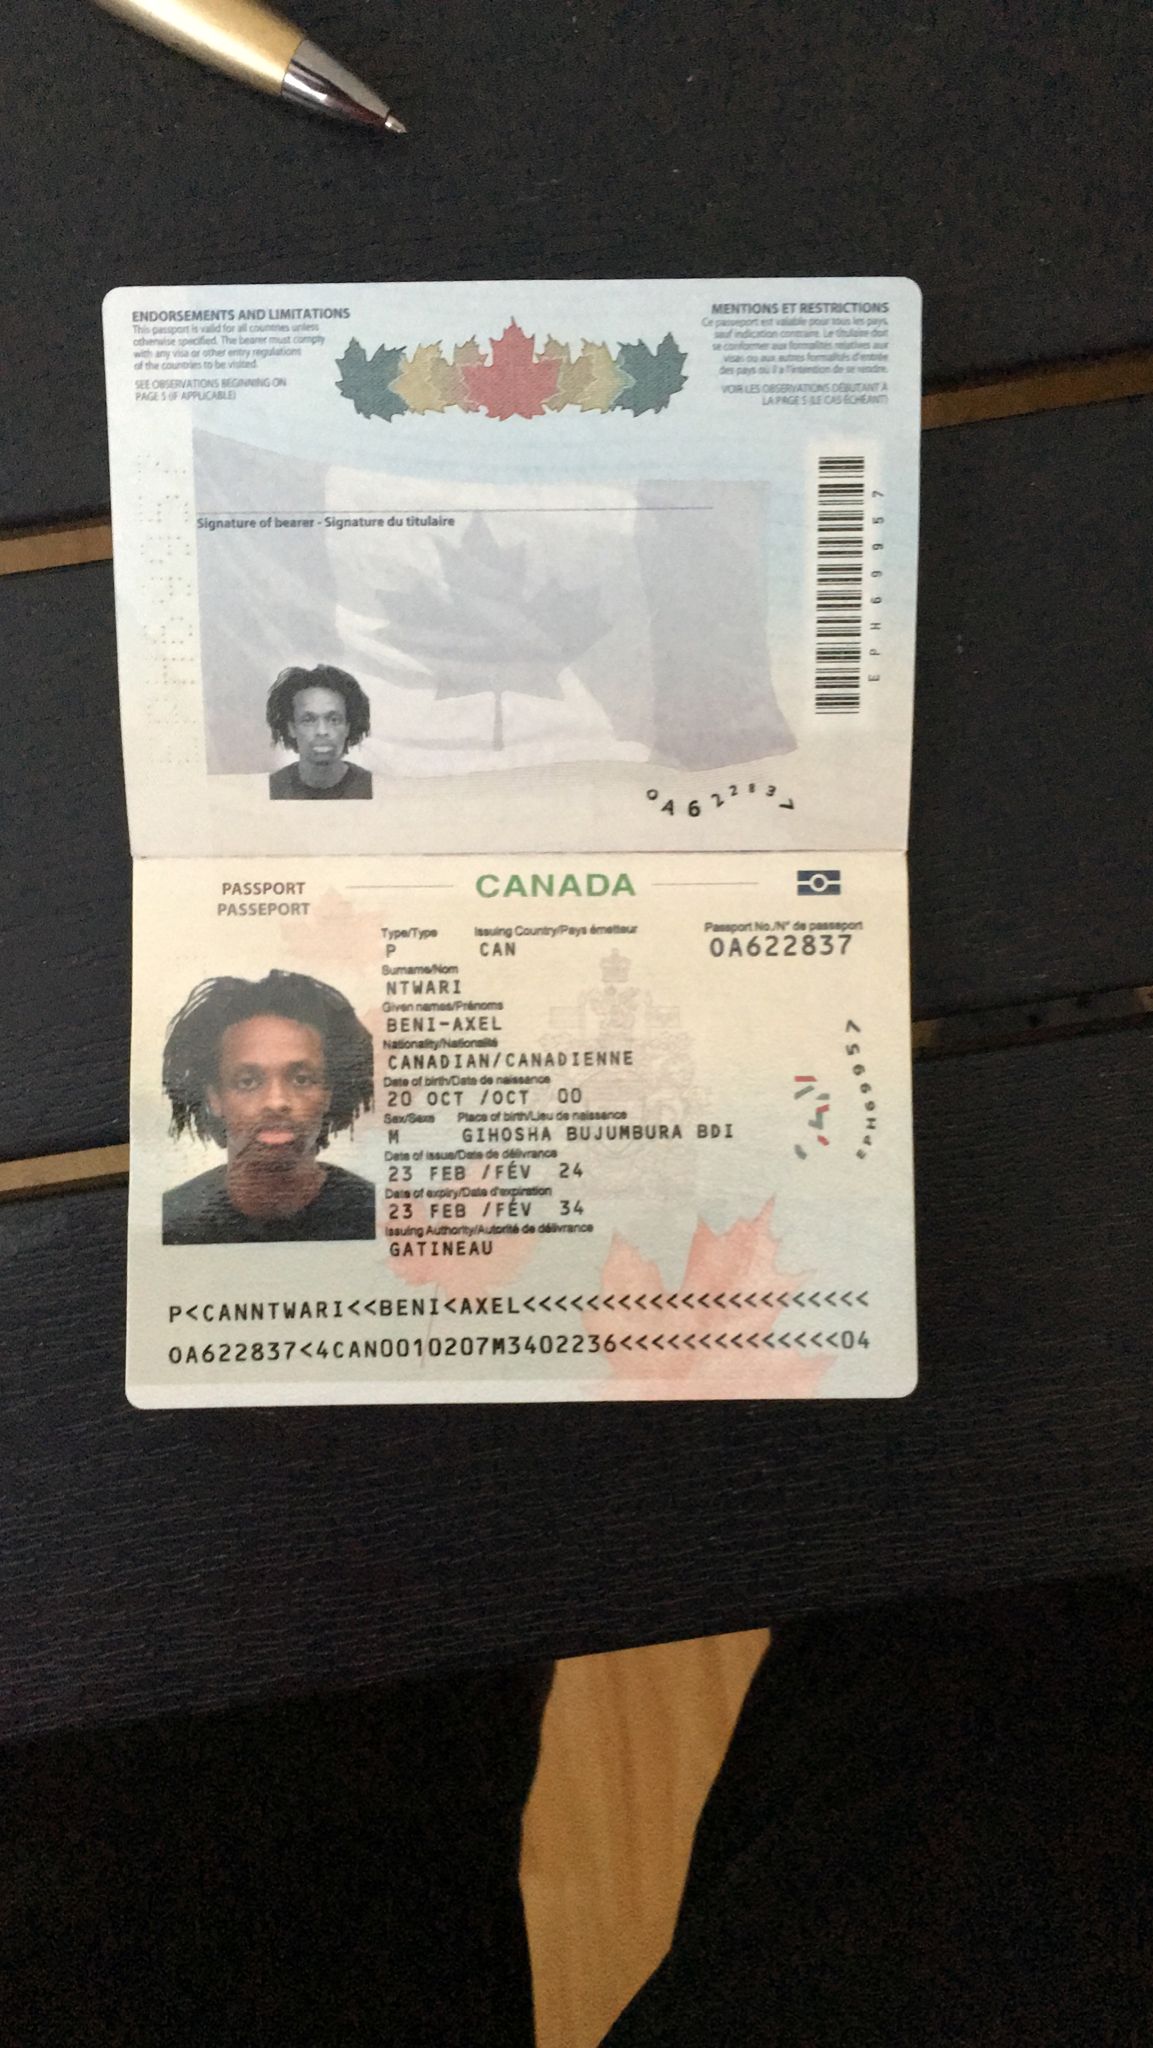 ENDORSEMENTS AND LIMITATIONS
This passport is valid for all countries unless
otherwise specified. The bearer must comply
with any visa or other entry regulations
of the countries to be visited.
SEE OBSERVATIONS BEGINNING ON
PAGE 5 (IF APPLICABLE)
MENTIONS ET RESTRICTIONS
Ce passeport est valable pour tous les pays,
sauf indication contraire. Le titulaire doit
se conformer aux formalités relatives aux
visas ou aux autres formalités d'entrée
des pays où il a l'intention de se rendre.
VOIR LES OBSERVATIONS DÉBUTANT À
LA PAGE 5 (LE CAS ÉCHÉANT)
Signature of bearer - Signature du titulaire
EPH69957
0A622837
PASSPORT
PASSEPORT
CANADA
Type/Type Issuing Country/Pays émetteur Passport No./N° de passeport
P CAN 0A622837
Surname/Nom
NTWARI
Given names/Prénoms
BENI-AXEL
Nationality/Nationalité
CANADIAN/CANADIENNE
Date of birth/Date de naissance
20 OCT /OCT 00
Sex/Sexe Place of birth/Lieu de naissance
M GIHOSHA BUJUMBURA BDI
Date of issue/Date de délivrance
23 FEB /FÉV 24
Date of expiry/Date d'expiration
23 FEB /FÉV 34
Issuing Authority/Autorité de délivrance
GATINEAU
EPH69957
P<CANNTWARI<<BENI<AXEL<<<<<<<<<<<<<<<<<<<<<<
0A622837<4CAN0010207M3402236<<<<<<<<<<<<<<04